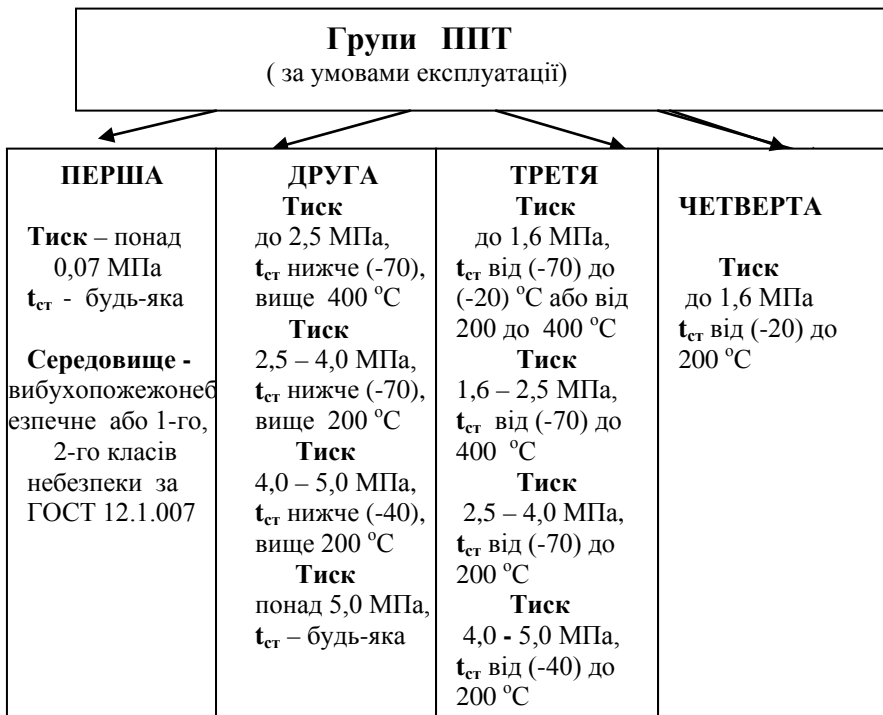 Групи ППТ
( за умовами експлуатації)
ПЕРША
Тиск – понад
0,07 МПа
tст - будь-яка
Середовище -
вибухопожежонеб
езпечне або 1-го,
2-го класів
небезпеки за
ГОСТ 12.1.007
ДРУГА
Тиск
до 2,5 МПа,
tст нижче (-70),
вище 400 °С
Тиск
2,5 – 4,0 МПа,
tст нижче (-70),
вище 200 °С
Тиск
4,0 – 5,0 МПа,
tст нижче (-40),
вище 200 °С
Тиск
понад 5,0 МПа,
tст – будь-яка
ТРЕТЯ
Тиск
до 1,6 МПа,
tст від (-70) до
(-20) °С або від
200 до 400 °С
Тиск
1,6 – 2,5 МПа,
tст від (-70) до
400 °С
Тиск
2,5 – 4,0 МПа,
tст від (-70) до
200 °С
Тиск
4,0 - 5,0 МПа,
tст від (-40) до
200 °С
ЧЕТВЕРТА
Тиск
до 1,6 МПа
tст від (-20) до
200 °С